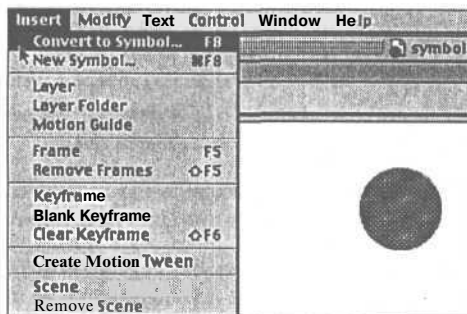 Insert Modify Text Control Window Help
Convert to Symbol... F8
symbol
New Symbol... ⌘F8
Layer
Layer Folder
Motion Guide
Frame F5
Remove Frames ⇧F5
Keyframe
Blank Keyframe
Clear Keyframe ⇧F6
Create Motion Tween
Scene
Remove Scene